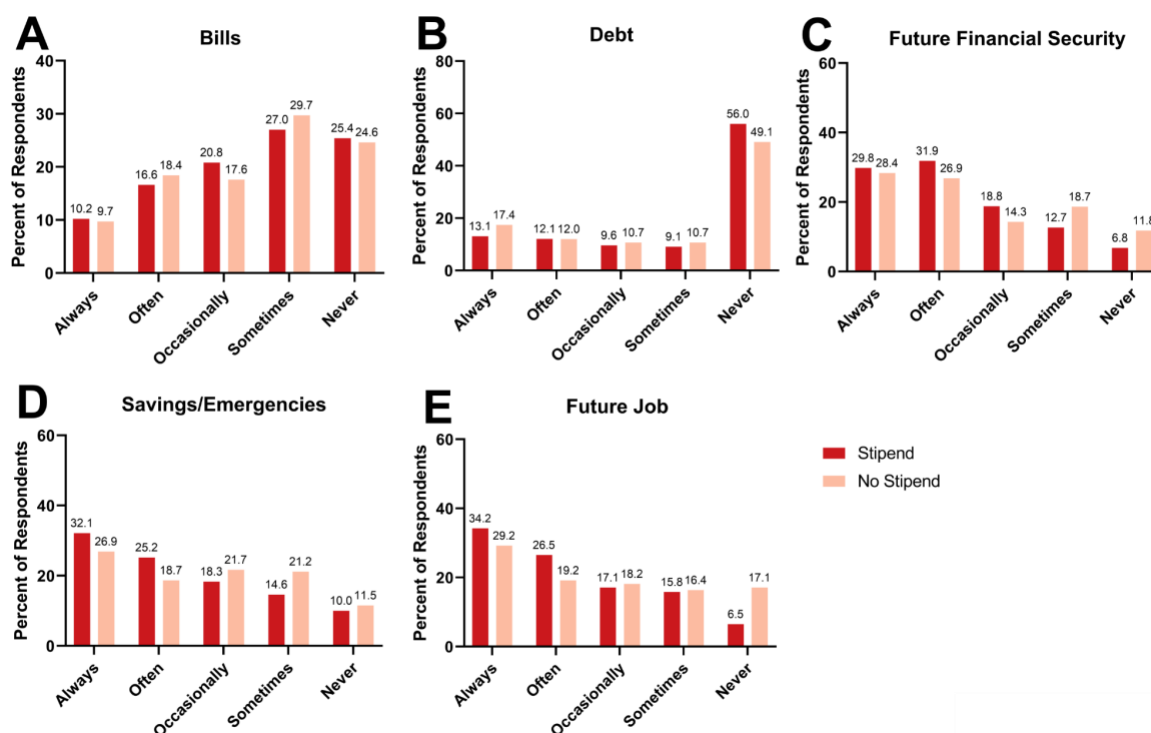 A
Bills
Percent of Respondents
40
30
20
10
0
10.2
9.7
16.6
18.4
20.8
17.6
27.0
29.7
25.4
24.6
Always
Often
Occasionally
Sometimes
Never
B
Debt
Percent of Respondents
80
60
40
20
0
13.1
17.4
12.1
12.0
9.6
10.7
9.1
10.7
56.0
49.1
Always
Often
Occasionally
Sometimes
Never
C
Future Financial Security
Percent of Respondents
60
40
20
0
29.8
28.4
31.9
26.9
18.8
14.3
12.7
18.7
6.8
11.8
Always
Often
Occasionally
Sometimes
Never
D
Savings/Emergencies
Percent of Respondents
60
40
20
0
32.1
26.9
25.2
18.7
18.3
21.7
14.6
21.2
10.0
11.5
Always
Often
Occasionally
Sometimes
Never
E
Future Job
Percent of Respondents
60
40
20
0
34.2
29.2
26.5
19.2
17.1
18.2
15.8
16.4
6.5
17.1
Always
Often
Occasionally
Sometimes
Never
Stipend
No Stipend